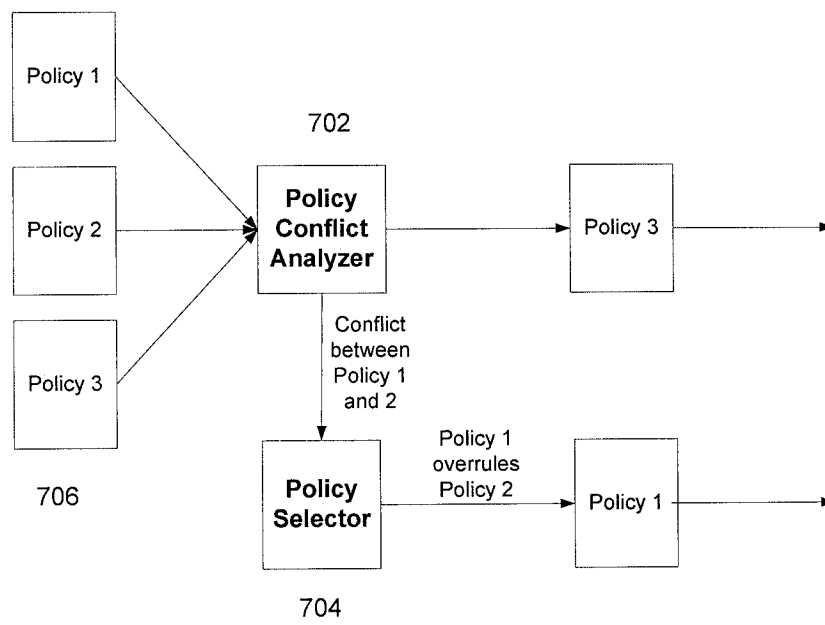 Policy 1
702
Policy 2
Policy
Conflict
Analyzer
Policy 3
Policy 3
Conflict
between
Policy 1
and 2
706
Policy
Selector
Policy 1
overrules
Policy 2
Policy 1
704